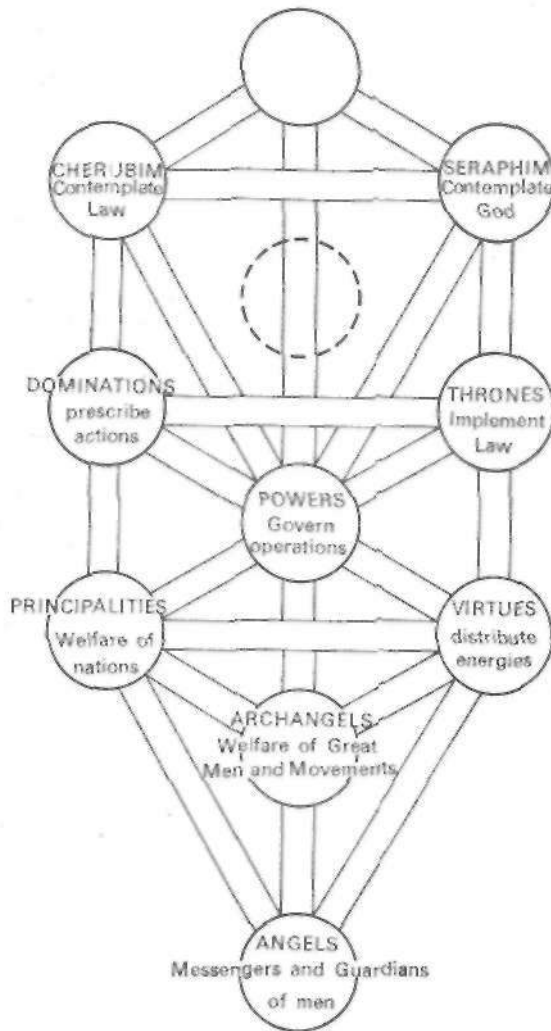 CHERUBIM
Contemplate
Law
SERAPHIM
Contemplate
God
DOMINATIONS
prescribe
actions
THRONES
Implement
Law
POWERS
Govern
operations
PRINCIPALITIES
Welfare of
nations
VIRTUES
distribute
energies
ARCHANGELS
Welfare of Great
Men and Movements
ANGELS
Messengers and Guardians
of men